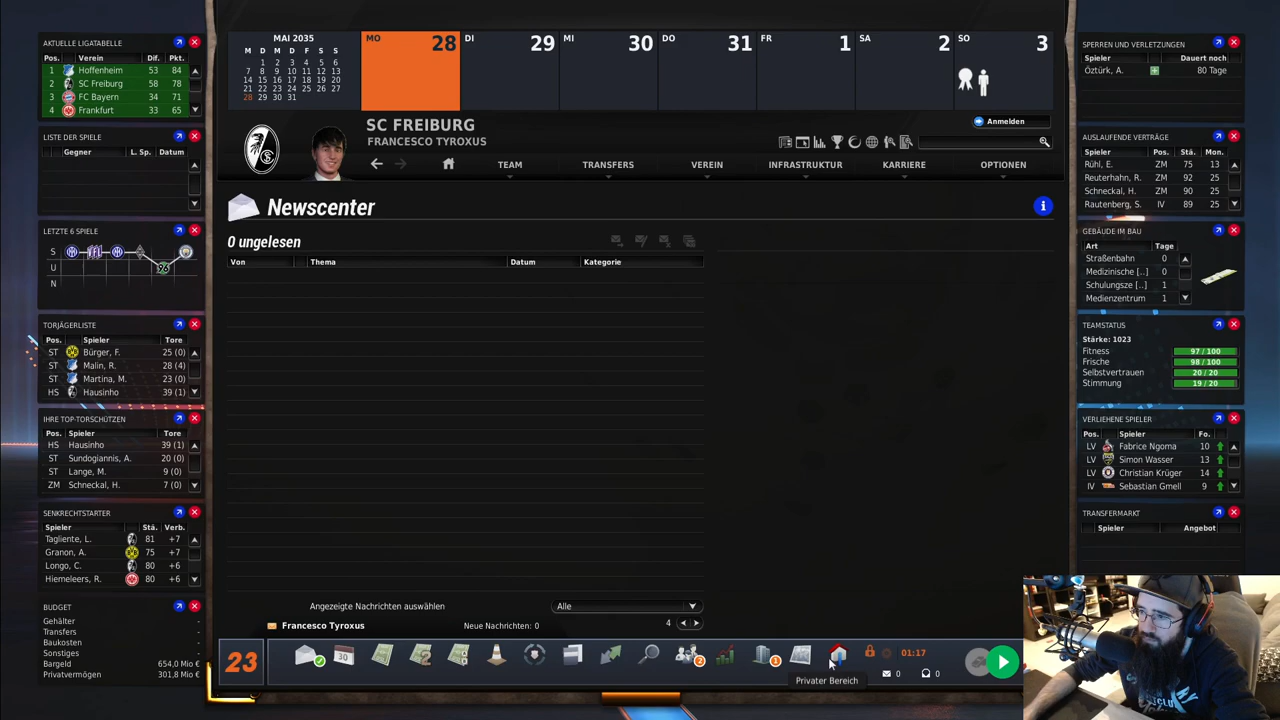 AKTUELLE LIGATABELLE
Pos. Verein Dif. Pkt.
1 Hoffenheim 53 84
2 SC Freiburg 58 78
3 FC Bayern 34 71
4 Frankfurt 33 65
LISTE DER SPIELE
Gegner L. Sp. Datum
LETZTE 6 SPIELE
S
U
N
TORJÄGERLISTE
Pos. Spieler Tore
ST Bürger, F. 25 (0)
ST Malin, R. 28 (4)
ST Martina, M. 23 (0)
HS Hausinho 39 (1)
IHRE TOP-TORSCHÜTZEN
Pos. Spieler Tore
HS Hausinho 39 (1)
ST Sundogiannis, A. 20 (0)
ST Lange, M. 9 (0)
ZM Schneckal, H. 7 (0)
SENKRECHTSTARTER
Spieler Stä. Verb.
Tagliente, L. 81 +7
Granon, A. 75 +7
Longo, C. 80 +6
Hiemeleers, R. 80 +6
BUDGET
Gehälter -
Transfers -
Baukosten -
Sonstiges -
Bargeld 654,0 Mio €
Privatvermögen 301,8 Mio €
MAI 2035
M D M D F S S
1 2 3 4 5 6
7 8 9 10 11 12 13
14 15 16 17 18 19 20
21 22 23 24 25 26 27
28 29 30 31
MO 28
DI 29
MI 30
DO 31
FR 1
SA 2
SO 3
Anmelden
SC FREIBURG
FRANCESCO TYROXUS
TEAM TRANSFERS VEREIN INFRASTRUKTUR KARRIERE OPTIONEN
Newscenter
0 ungelesen
Von Thema Datum Kategorie
Angezeigte Nachrichten auswählen Alle
Francesco Tyroxus Neue Nachrichten: 0 4
23
30
2
2
1
01:17
0 0
Privater Bereich
SPERREN UND VERLETZUNGEN
Spieler Dauert noch
Öztürk, A. 80 Tage
AUSLAUFENDE VERTRÄGE
Spieler Pos. Stä. Mon.
Rühl, E. ZM 75 13
Reuterhahn, R. ZM 92 25
Schneckal, H. ZM 90 25
Rautenberg, S. IV 89 25
GEBÄUDE IM BAU
Art Tage
Straßenbahn 0
Medizinische [..] 0
Schulungsze [..] 1
Medienzentrum 1
TEAMSTATUS
Stärke: 1023
Fitness 97 / 100
Frische 98 / 100
Selbstvertrauen 20 / 20
Stimmung 19 / 20
VERLIEHENE SPIELER
Pos. Spieler Fo.
LV Fabrice Ngoma 10
LV Simon Wasser 13
LV Christian Krüger 14
IV Sebastian Gmell 9
TRANSFERMARKT
Spieler Angebot